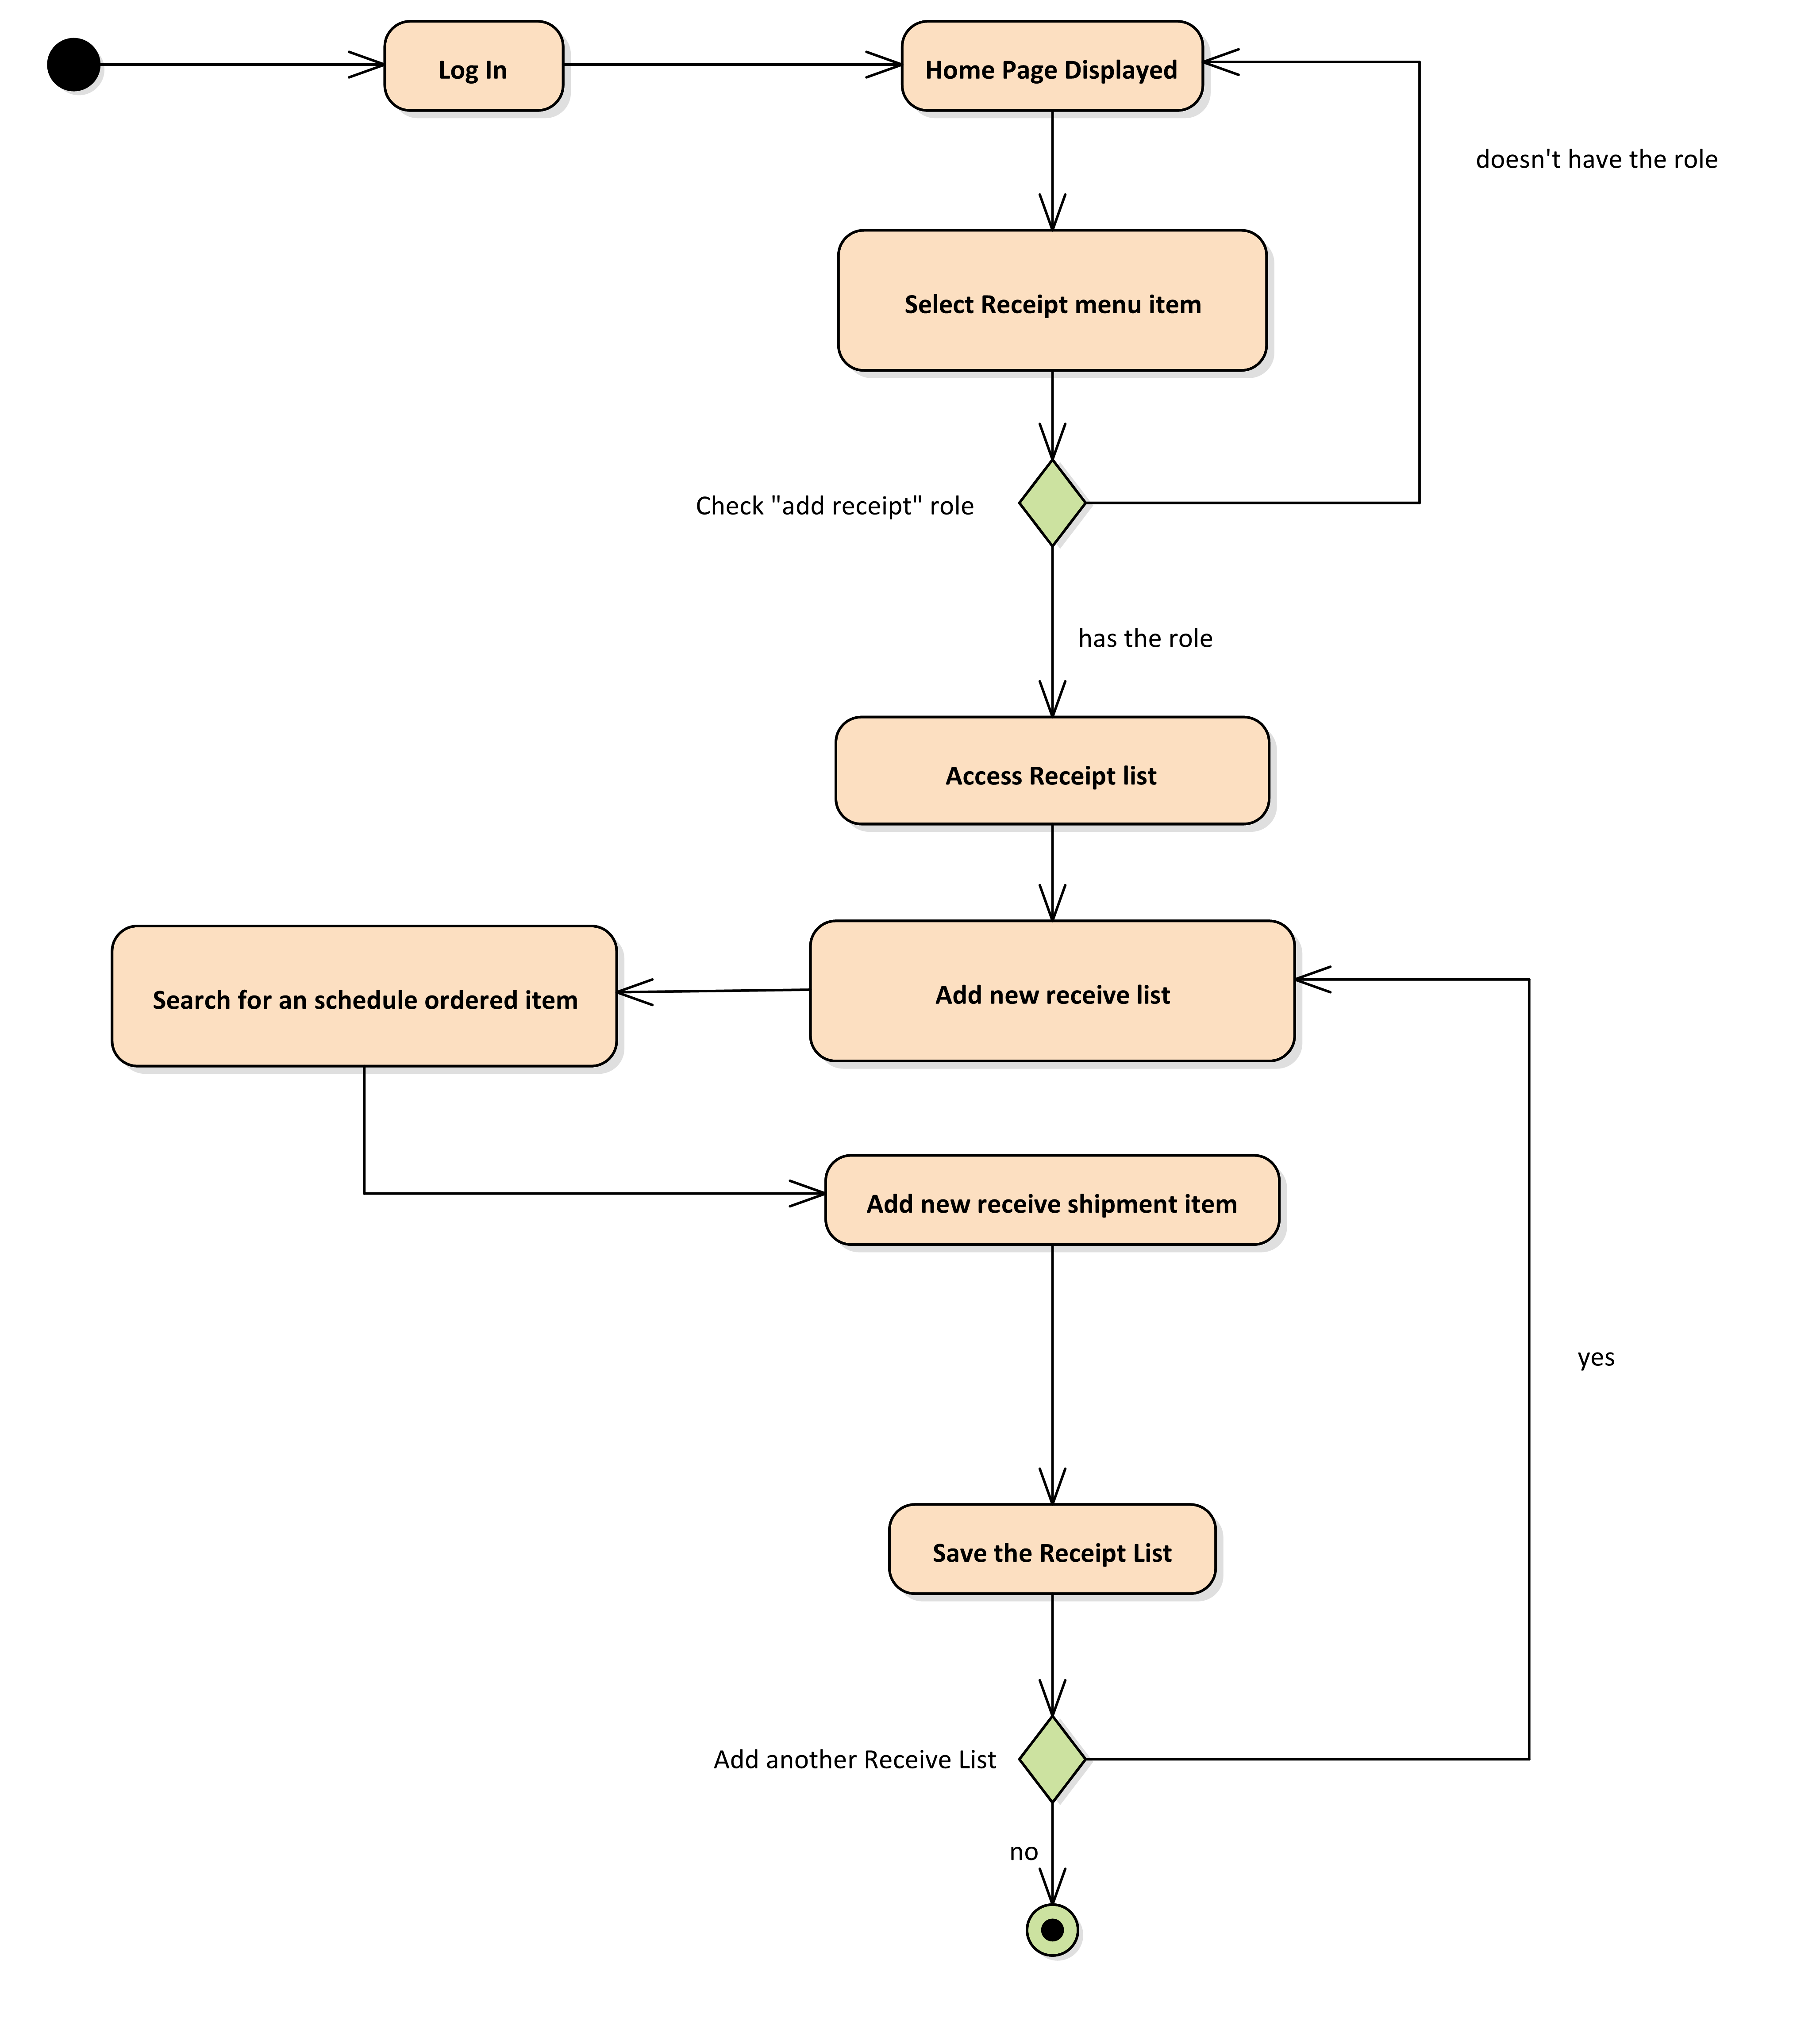 Log In
Home Page Displayed
doesn't have the role
Select Receipt menu item
Check "add receipt" role
has the role
Access Receipt list
Search for an schedule ordered item
Add new receive list
Add new receive shipment item
yes
Save the Receipt List
Add another Receive List
no